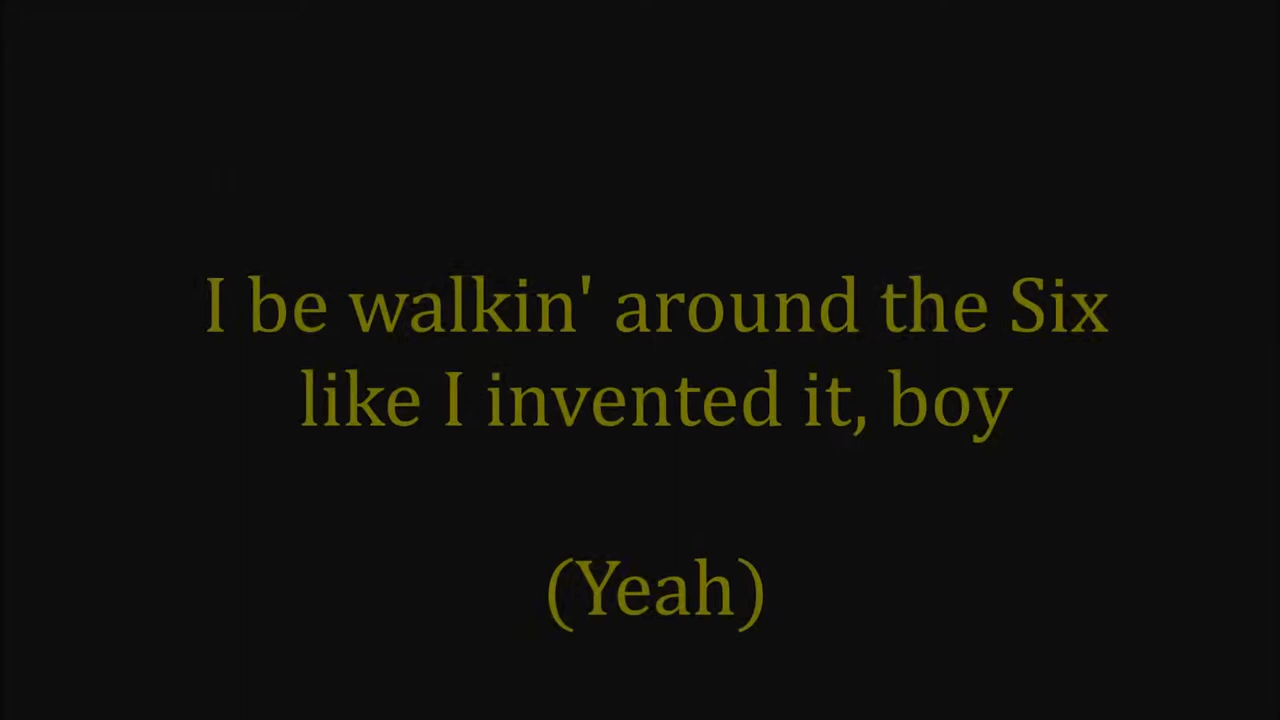 I be walkin' around the Six
like I invented it, boy
(Yeah)